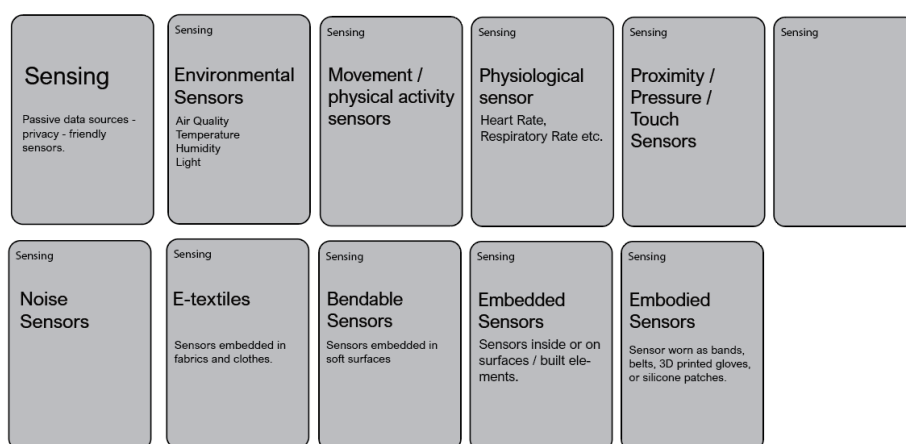 Sensing
Passive data sources -
privacy - friendly
sensors.
Sensing
Environmental
Sensors
Air Quality
Temperature
Humidity
Light
Sensing
Movement /
physical activity
sensors
Sensing
Physiological
sensor
Heart Rate,
Respiratory Rate etc.
Sensing
Proximity /
Pressure /
Touch
Sensors
Sensing
Sensing
Noise
Sensors
Sensing
E-textiles
Sensors embedded in
fabrics and clothes.
Sensing
Bendable
Sensors
Sensors embedded in
soft surfaces
Sensing
Embedded
Sensors
Sensors inside or on
surfaces / built ele-
ments.
Sensing
Embodied
Sensors
Sensor worn as bands,
belts, 3D printed gloves,
or silicone patches.